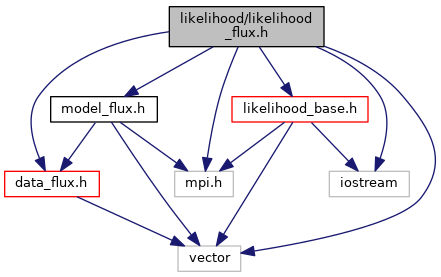 likelihood/likelihood
_flux.h
model_flux.h
likelihood_base.h
data_flux.h
mpi.h
iostream
vector